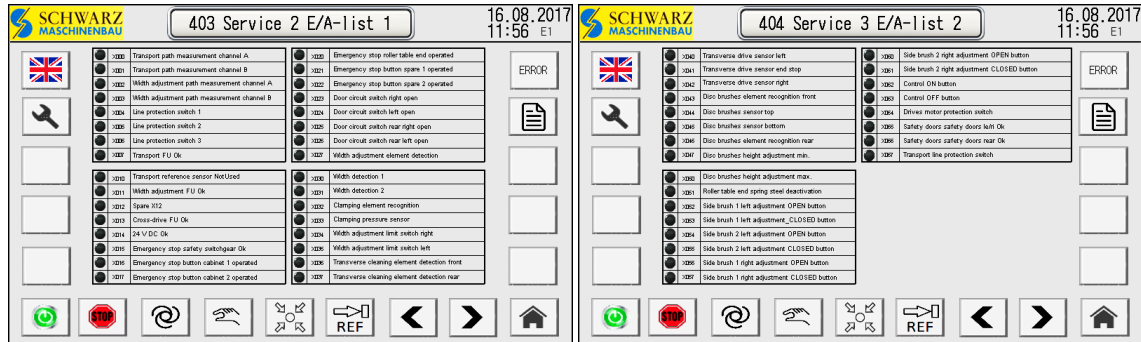 SCHWARZ
MASCHINENBAU
403 Service 2 E/A-list 1
16.08.2017
11:56 E1
ERROR
Transport path measurement channel A
Transport path measurement channel B
Width adjustment path measurement channel A
Width adjustment path measurement channel B
Line protection switch 1
Line protection switch 2
Line protection switch 3
Transport FU Ok
Emergency stop roller table end operated
Emergency stop button spare 1 operated
Emergency stop button spare 2 operated
Door circuit switch right open
Door circuit switch left open
Door circuit switch rear right open
Door circuit switch rear left open
Width adjustment element detection
Transport reference sensor NotUsed
Width adjustment FU Ok
Spare X12
Cross-drive FU Ok
24 V DC Ok
Emergency stop safety switchgear Ok
Emergency stop button cabinet 1 operated
Emergency stop button cabinet 2 operated
Width detection 1
Width detection 2
Clamping element recognition
Clamping pressure sensor
Width adjustment limit switch right
Width adjustment limit switch left
Transverse cleaning element detection front
Transverse cleaning element detection rear
STOP
REF
SCHWARZ
MASCHINENBAU
404 Service 3 E/A-list 2
16.08.2017
11:56 E1
ERROR
Transverse drive sensor left
Transverse drive sensor end stop
Transverse drive sensor right
Disc brushes element recognition front
Disc brushes sensor top
Disc brushes sensor bottom
Disc brushes element recognition rear
Disc brushes height adjustment min.
Side brush 2 right adjustment OPEN button
Side brush 2 right adjustment CLOSED button
Control ON button
Control OFF button
Drives motor protection switch
Safety doors safety doors le/ri Ok
Safety doors safety doors rear Ok
Transport line protection switch
Disc brushes height adjustment max.
Roller table end spring steel deactivation
Side brush 1 left adjustment OPEN button
Side brush 1 left adjustment_CLOSED button
Side brush 2 left adjustment OPEN button
Side brush 2 left adjustment CLOSED button
Side brush 1 right adjustment OPEN button
Side brush 1 right adjustment CLOSED button
STOP
REF